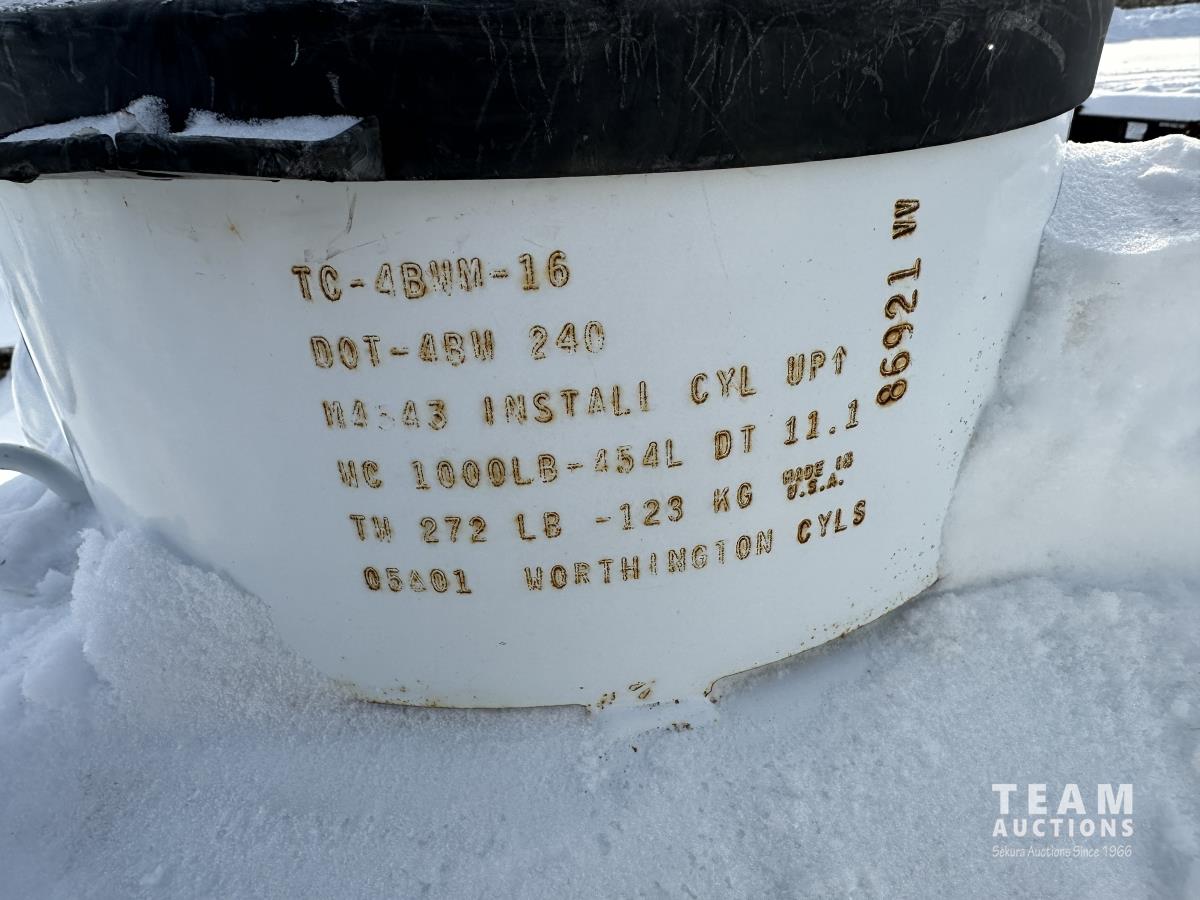 TC-4BWM-16
DOT-4BW 240
M4543 INSTALL CYL UP↑
WC 1000LB-454L DT 11.1
TW 272 LB -123 KG MADE IN U.S.A.
05A01 WORTHINGTON CYLS
86921 W
TEAM
AUCTIONS
Sekura Auctions Since 1966